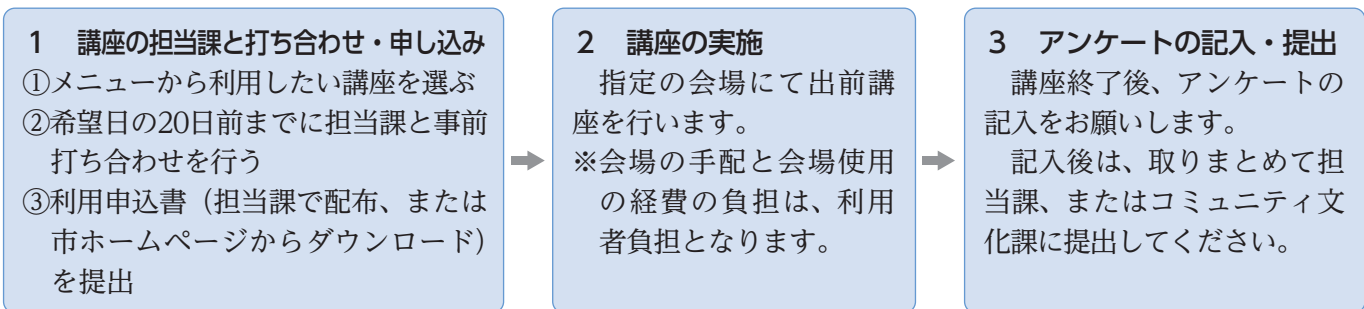 1 講座の担当課と打ち合わせ・申し込み
①メニューから利用したい講座を選ぶ
②希望日の20日前までに担当課と事前
打ち合わせを行う
③利用申込書（担当課で配布、または
市ホームページからダウンロード）
を提出
2 講座の実施
指定の会場にて出前講
座を行います。
※会場の手配と会場使用
の経費の負担は、利用
者負担となります。
3 アンケートの記入・提出
講座終了後、アンケートの
記入をお願いします。
記入後は、取りまとめて担
当課、またはコミュニティ文
化課に提出してください。